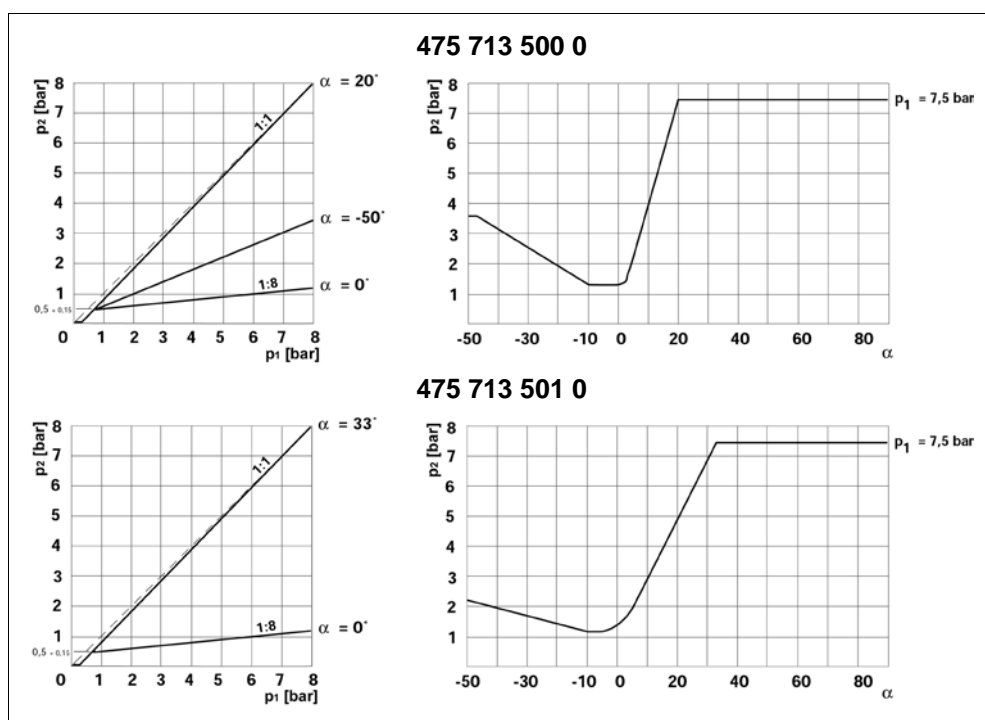 475 713 500 0
p2 [bar]
8
7
6
5
4
3
2
1
0,5 + 0,15
0 1 2 3 4 5 6 7 8
p1 [bar]
1:1
1:8
α = 20°
α = -50°
α = 0°
p2 [bar]
8
7
6
5
4
3
2
1
-50 -30 -10 0 20 40 60 80
α
p1 = 7,5 bar
475 713 501 0
p2 [bar]
8
7
6
5
4
3
2
1
0,5 + 0,15
0 1 2 3 4 5 6 7 8
p1 [bar]
1:1
1:8
α = 33°
α = 0°
p2 [bar]
8
7
6
5
4
3
2
1
-50 -30 -10 0 20 40 60 80
α
p1 = 7,5 bar